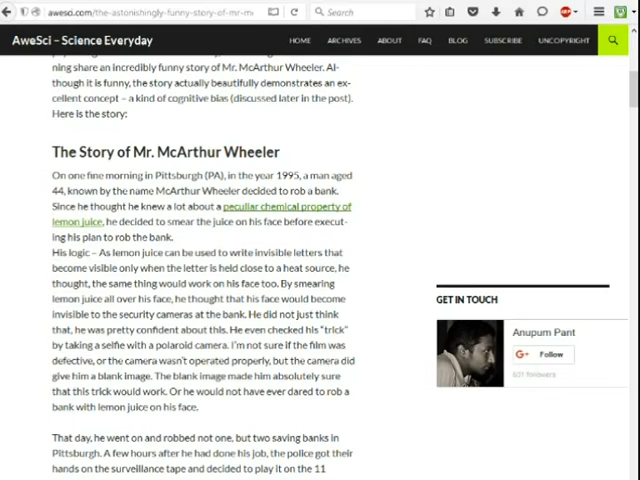 awesci.com/the-astonishingly-funny-story-of-mr-m
Search
AweSci – Science Everyday
HOME
ARCHIVES
ABOUT
FAQ
BLOG
SUBSCRIBE
UNCOPYRIGHT
ning share an incredibly funny story of Mr. McArthur Wheeler. Al-
though it is funny, the story actually beautifully demonstrates an ex-
cellent concept – a kind of cognitive bias (discussed later in the post).
Here is the story:
The Story of Mr. McArthur Wheeler
On one fine morning in Pittsburgh (PA), in the year 1995, a man aged
44, known by the name McArthur Wheeler decided to rob a bank.
Since he thought he knew a lot about a peculiar chemical property of
lemon juice, he decided to smear the juice on his face before execut-
ing his plan to rob the bank.
His logic – As lemon juice can be used to write invisible letters that
become visible only when the letter is held close to a heat source, he
thought, the same thing would work on his face too. By smearing
lemon juice all over his face, he thought that his face would become
invisible to the security cameras at the bank. He did not just think
that, he was pretty confident about this. He even checked his "trick"
by taking a selfie with a polaroid camera. I'm not sure if the film was
defective, or the camera wasn't operated properly, but the camera did
give him a blank image. The blank image made him absolutely sure
that this trick would work. Or he would not have ever dared to rob a
bank with lemon juice on his face.
That day, he went on and robbed not one, but two saving banks in
Pittsburgh. A few hours after he had done his job, the police got their
hands on the surveillance tape and decided to play it on the 11
GET IN TOUCH
Anupum Pant
G+ Follow
631 followers